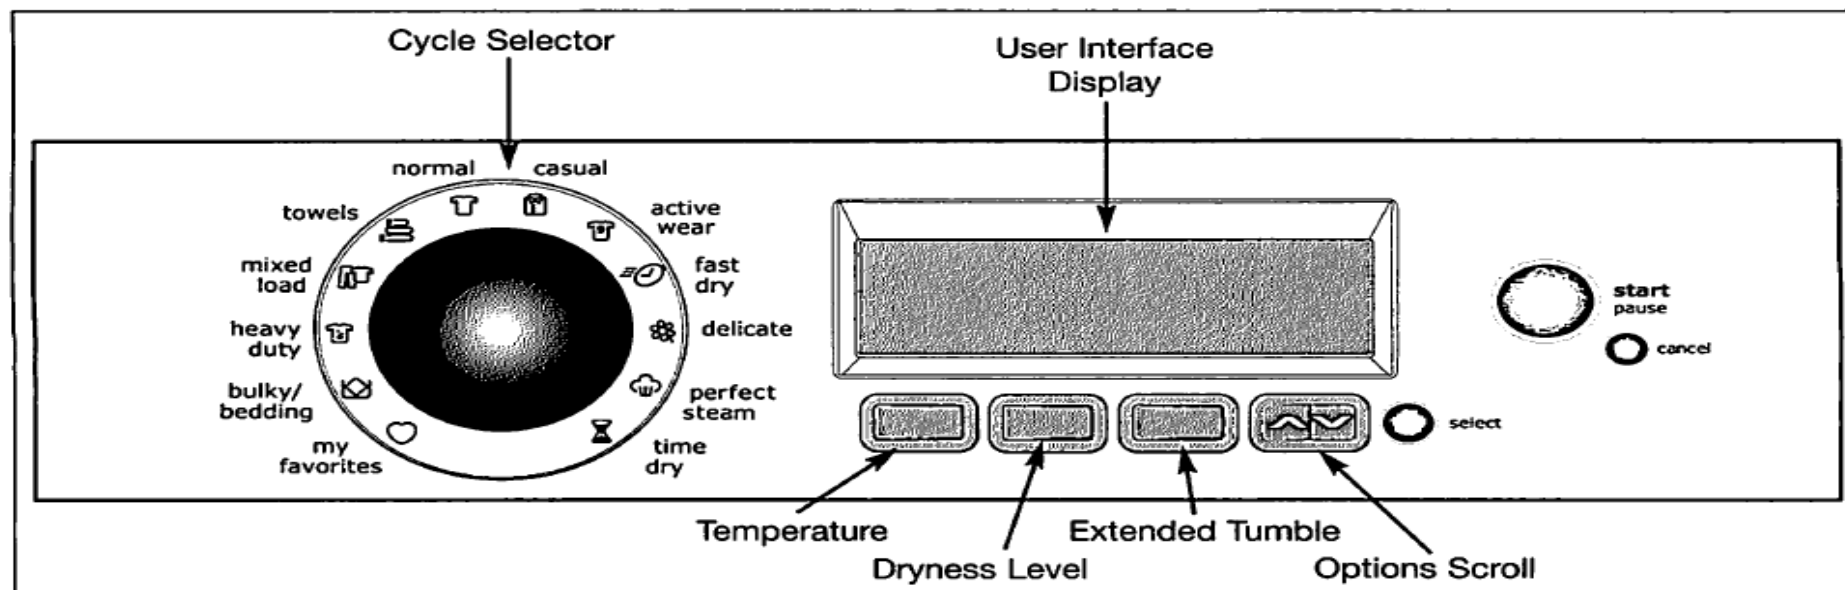 Cycle Selector
User Interface
Display
normal
casual
towels
active
wear
mixed
load
fast
dry
heavy
duty
delicate
bulky/
bedding
perfect
steam
my
favorites
time
dry
start
pause
cancel
select
Temperature
Dryness Level
Extended Tumble
Options Scroll